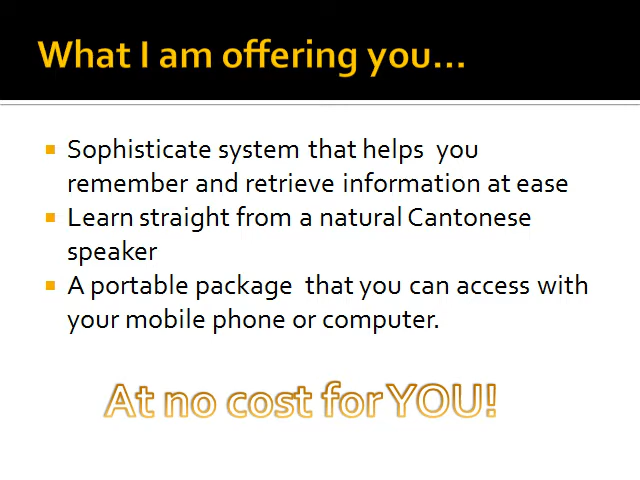 What I am offering you...
Sophisticate system that helps  you
remember and retrieve information at ease
Learn straight from a natural Cantonese
speaker
A portable package  that you can access with
your mobile phone or computer.
At no cost for YOU!